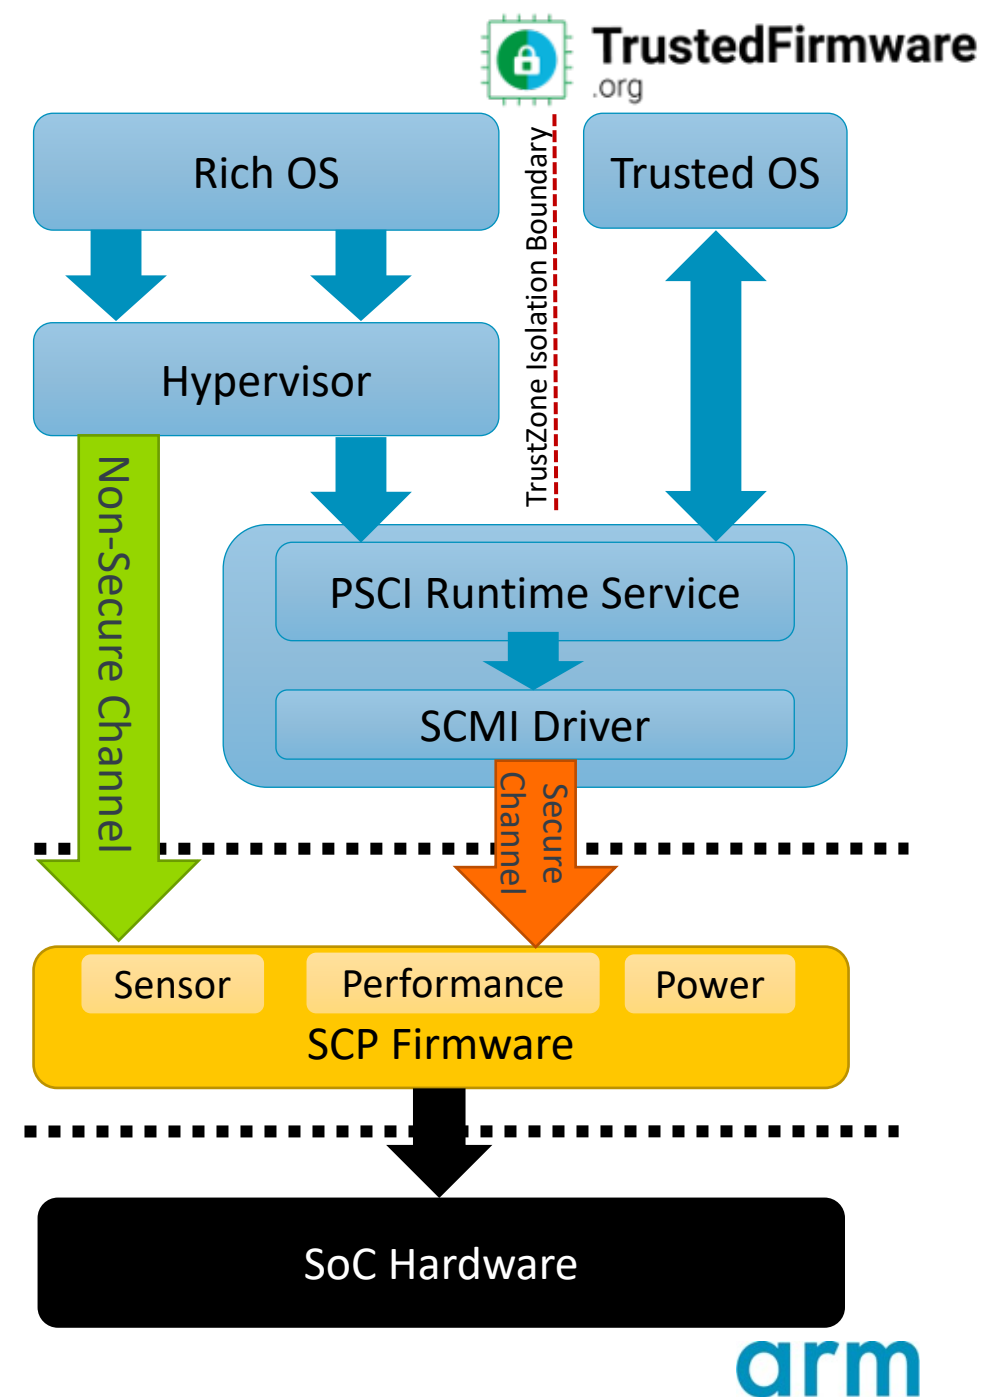 TrustedFirmware
.org
Rich OS
TrustZone Isolation Boundary
Trusted OS
Hypervisor
Non-Secure Channel
PSCI Runtime Service
SCMI Driver
Secure
Channel
Sensor
Performance
Power
SCP Firmware
SoC Hardware
arm